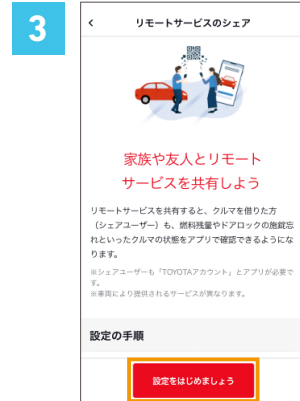 3
リモートサービスのシェア
家族や友人とリモート
サービスを共有しよう
リモートサービスを共有すると、クルマを借りた方
（シェアユーザー）も、燃料残量やドアロックの施錠忘
れといったクルマの状態をアプリで確認できるようにな
ります。
※シェアユーザーも「TOYOTAアカウント」とアプリが必要で
す。
※車両により提供されるサービスが異なります。
設定の手順
設定をはじめましょう